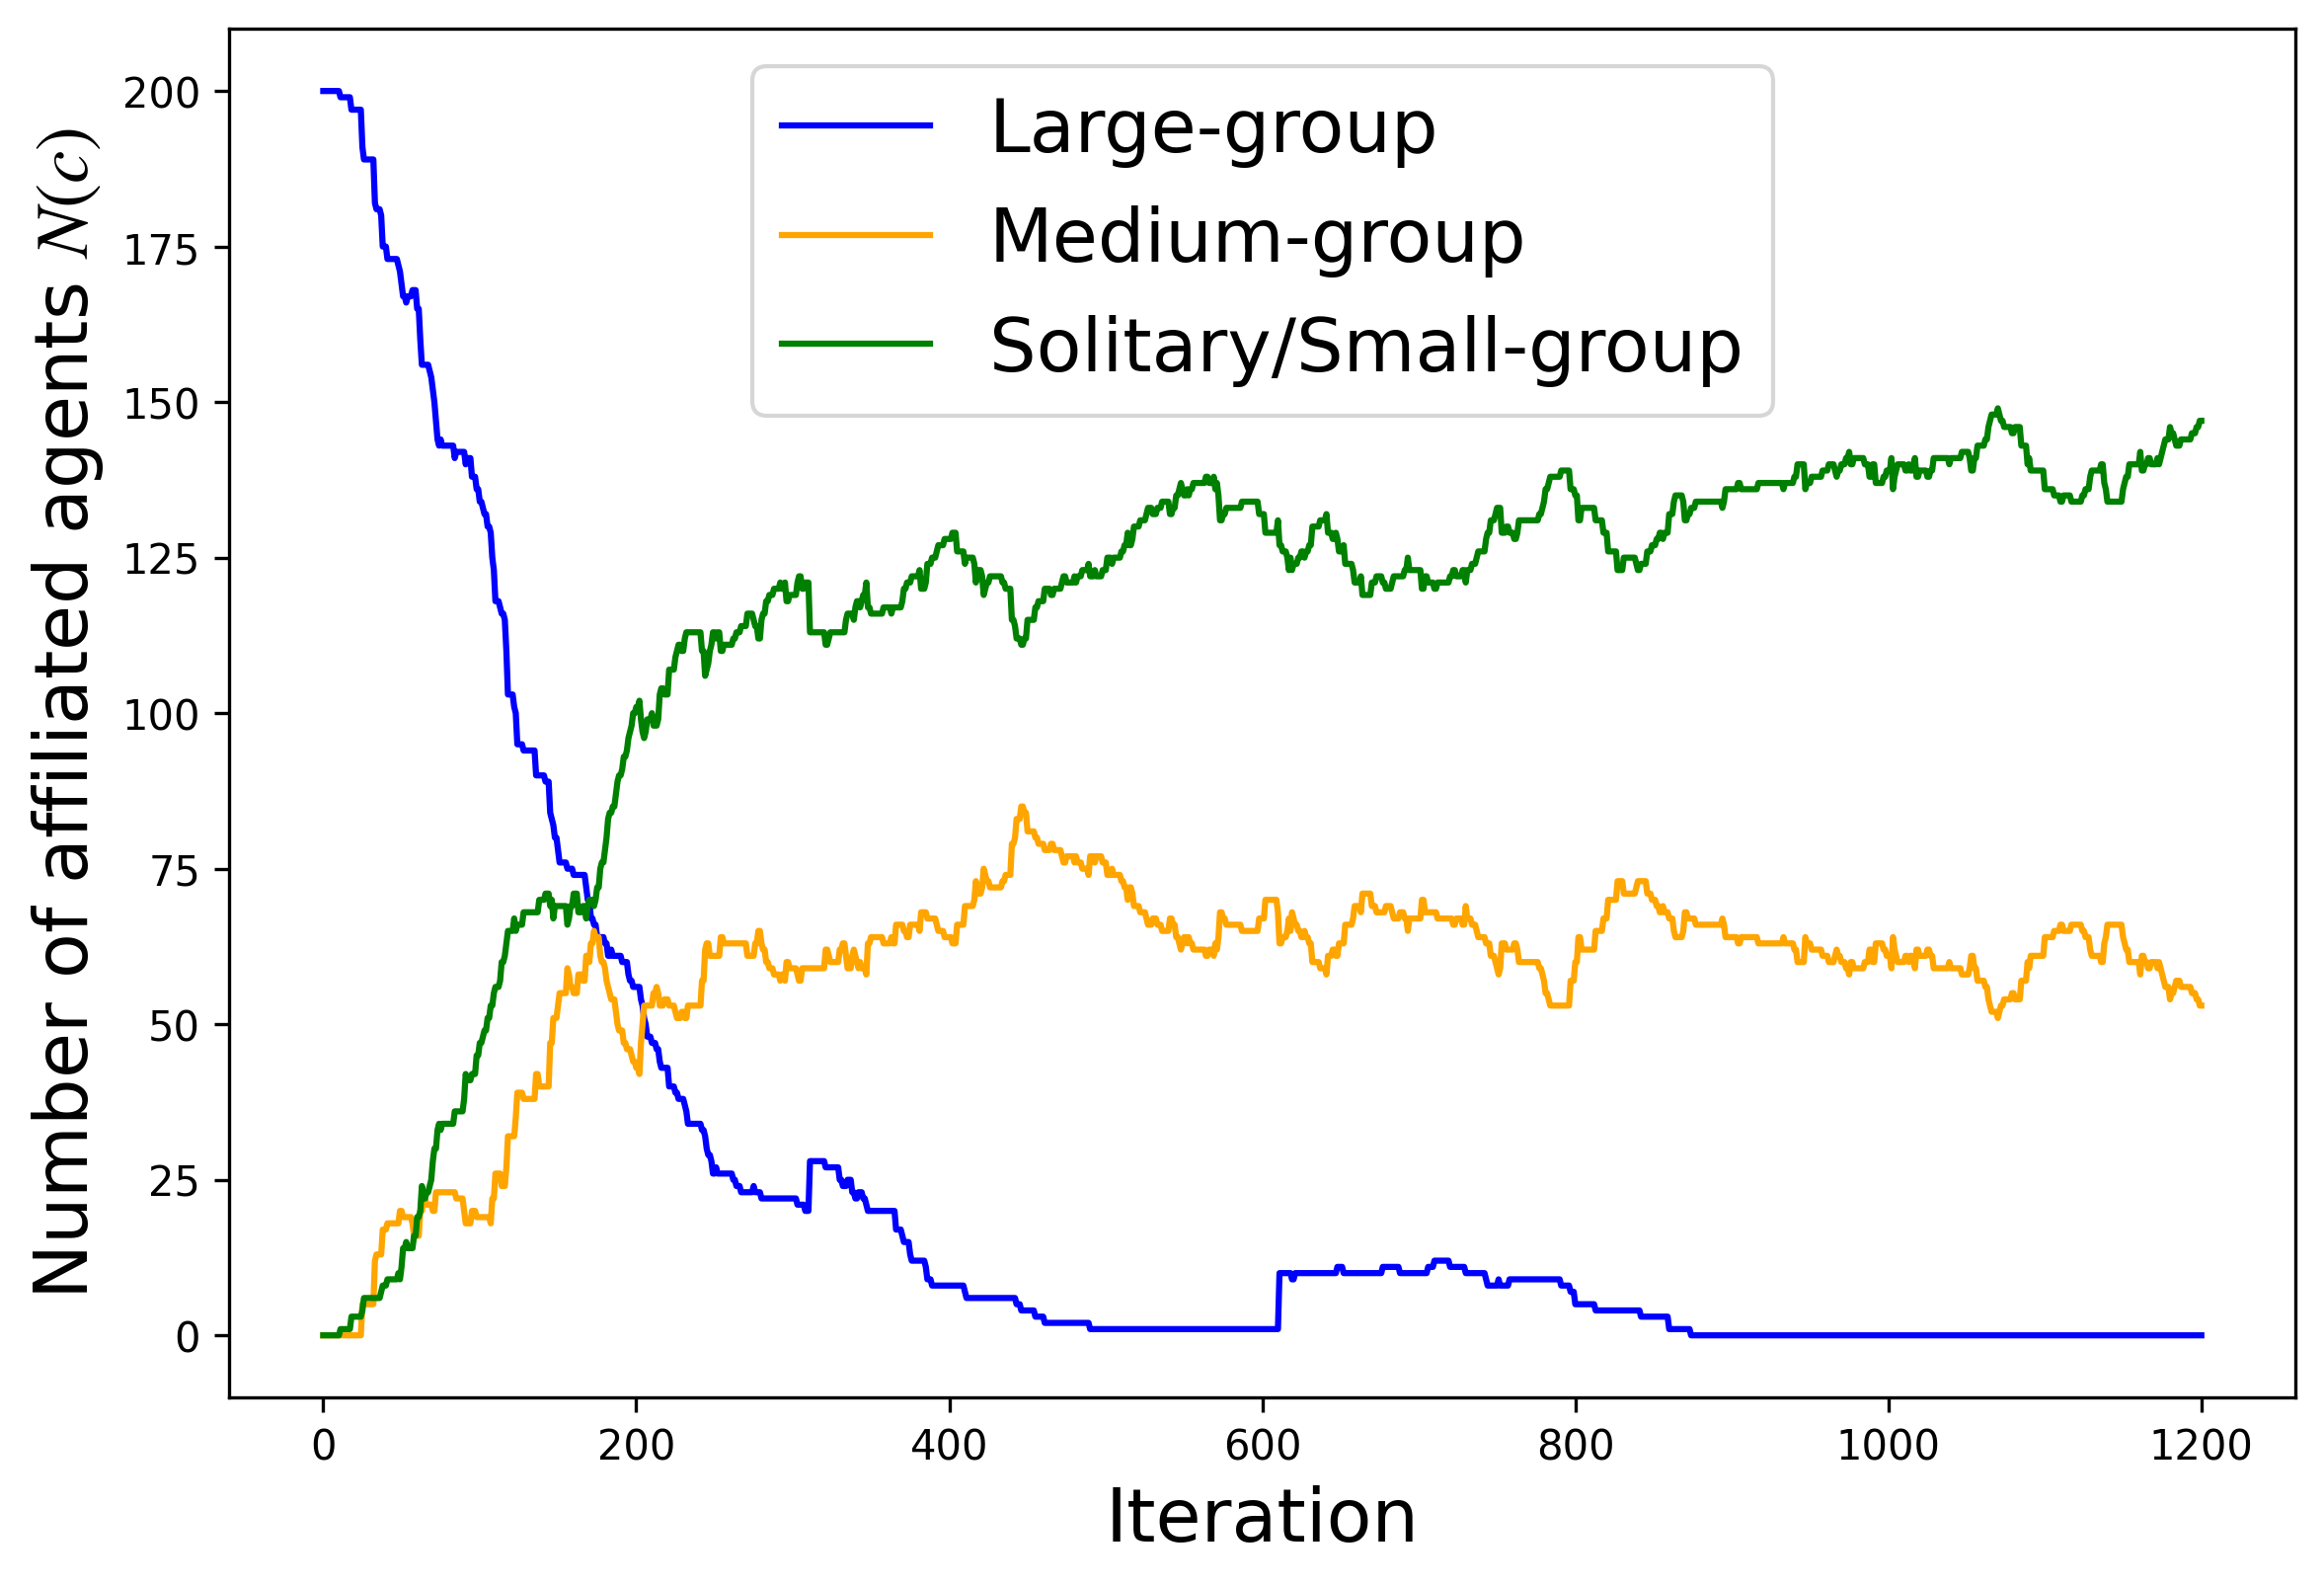 Number of affiliated agents N(c)
200
175
150
125
100
75
50
25
0
Large-group
Medium-group
Solitary/Small-group
0 200 400 600 800 1000 1200
Iteration